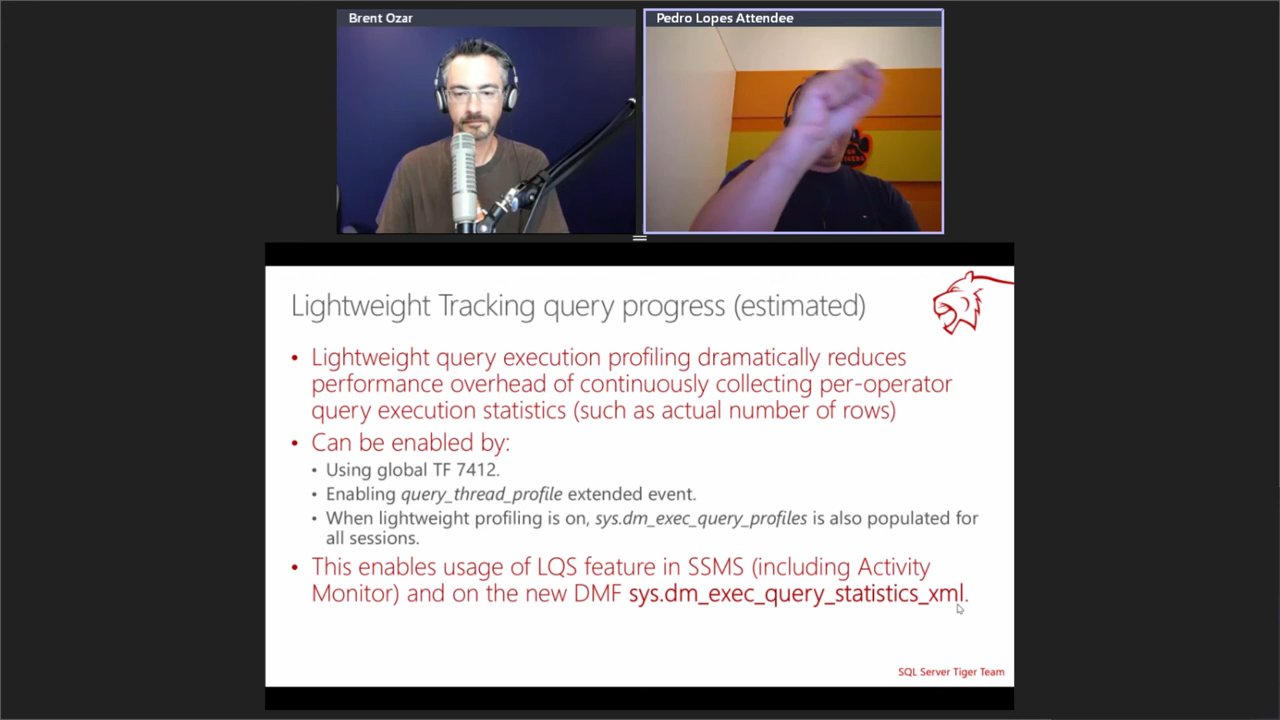 Brent Ozar
Pedro Lopes Attendee
Lightweight Tracking query progress (estimated)
• Lightweight query execution profiling dramatically reduces
performance overhead of continuously collecting per-operator
query execution statistics (such as actual number of rows)
• Can be enabled by:
• Using global TF 7412.
• Enabling query_thread_profile extended event.
• When lightweight profiling is on, sys.dm_exec_query_profiles is also populated for
all sessions.
• This enables usage of LQS feature in SSMS (including Activity
Monitor) and on the new DMF sys.dm_exec_query_statistics_xml.
SQL Server Tiger Team